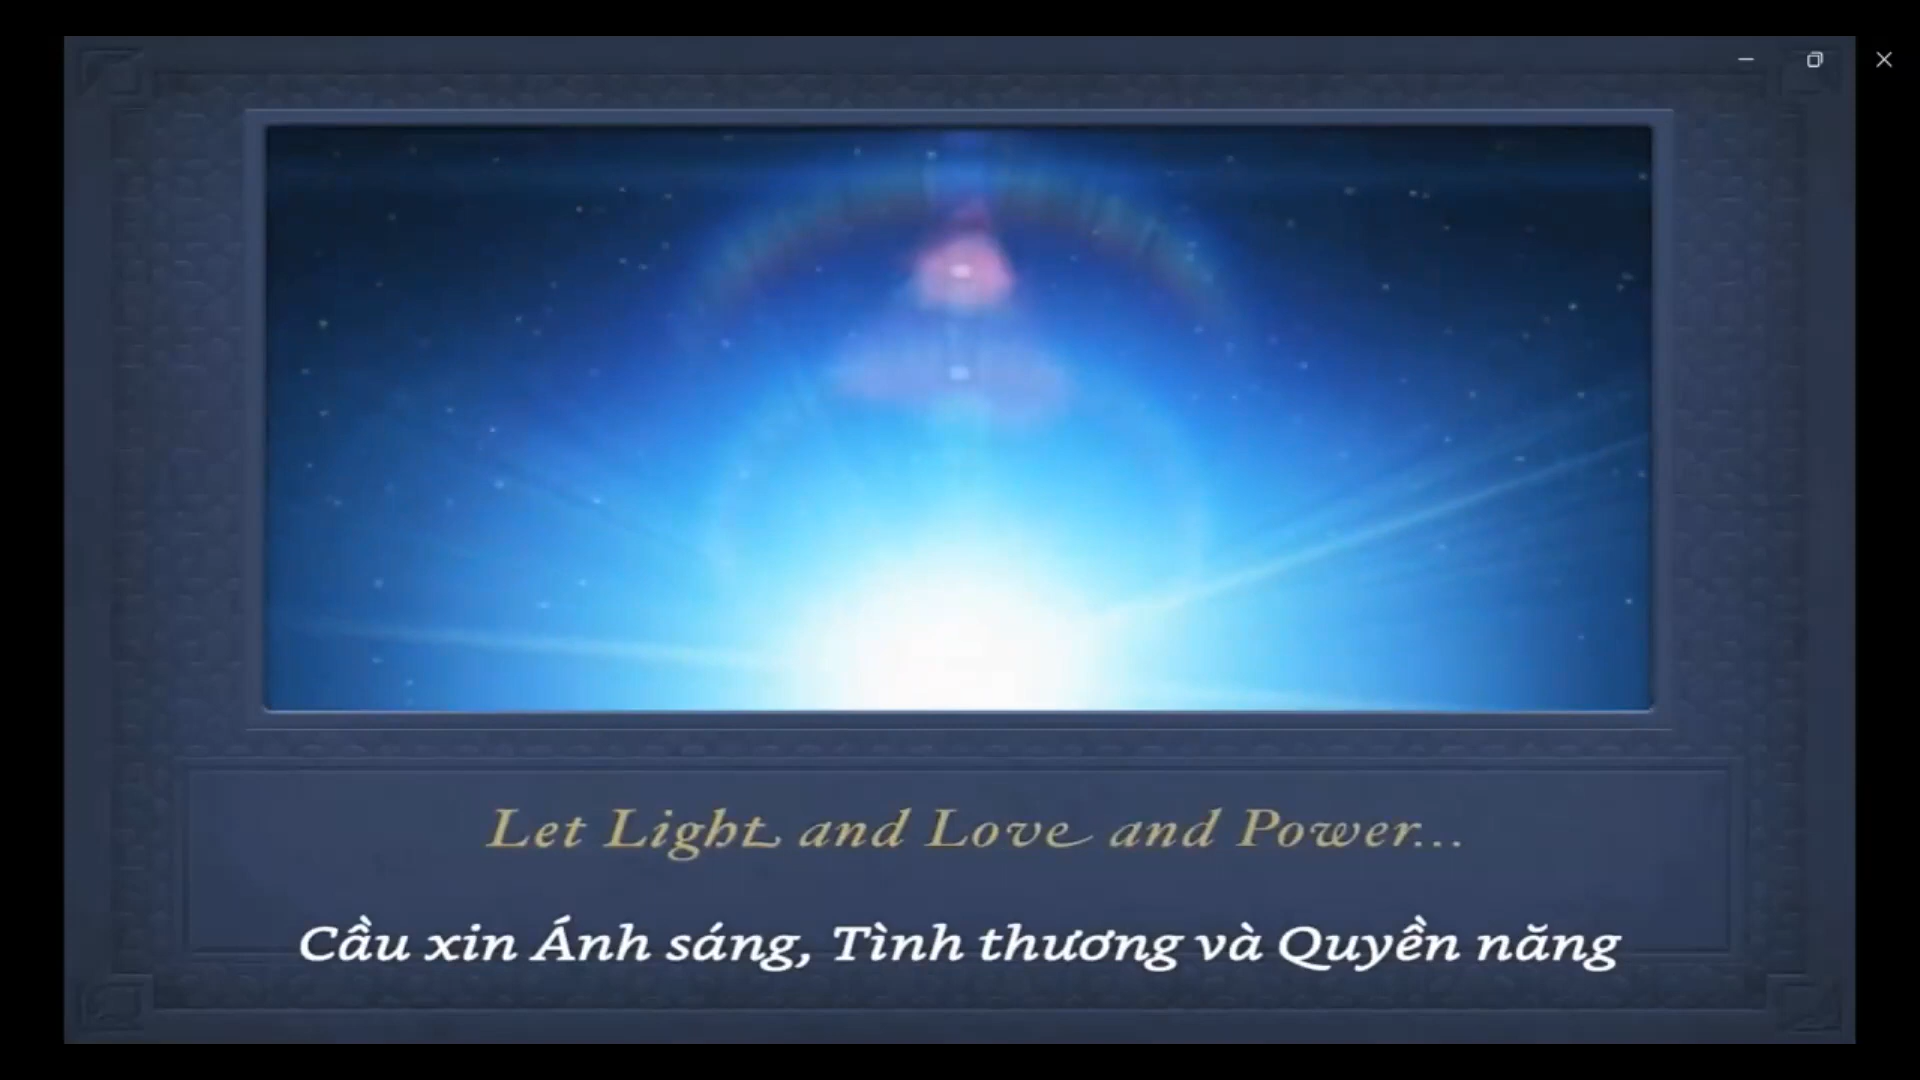 Let Light and Love and Power...
Cầu xin Ánh sáng, Tình thương và Quyền năng